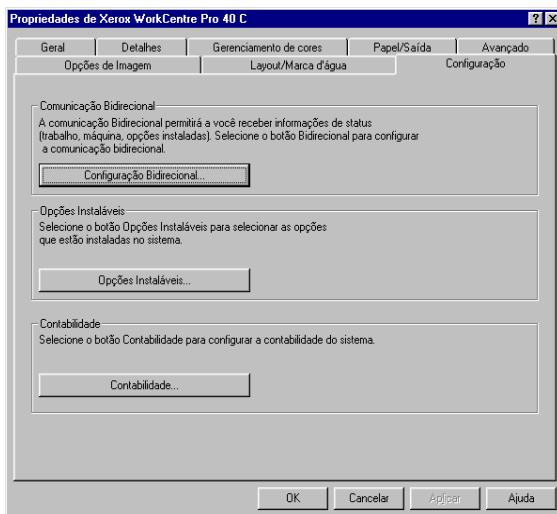 Propriedades de Xerox WorkCentre Pro 40 C
Geral Detalhes Gerenciamento de cores Papel/Saída Avançado
Opções de Imagem Layout/Marca d'água Configuração
Comunicação Bidirecional
A comunicação Bidirecional permitirá a você receber informações de status
(trabalho, máquina, opções instaladas). Selecione o botão Bidirecional para configurar
a comunicação bidirecional.
Configuração Bidirecional...
Opções Instaláveis
Selecione o botão Opções Instaláveis para selecionar as opções
que estão instaladas no sistema.
Opções Instaláveis...
Contabilidade
Selecione o botão Contabilidade para configurar a contabilidade do sistema.
Contabilidade...
OK Cancelar Aplicar Ajuda